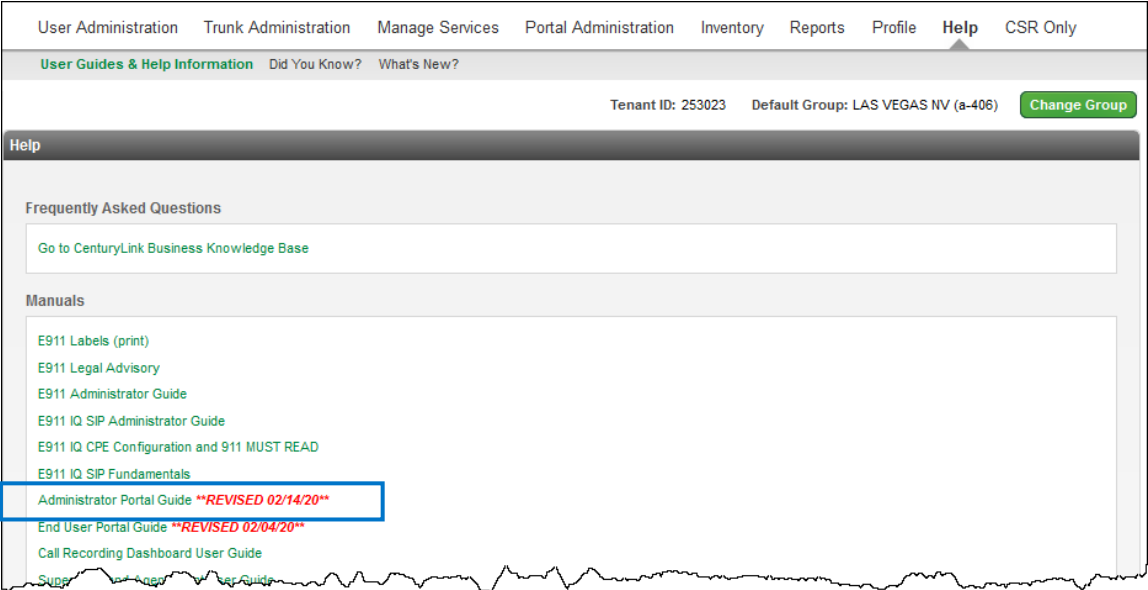 User Administration Trunk Administration Manage Services Portal Administration Inventory Reports Profile Help CSR Only
User Guides & Help Information Did You Know? What's New?
Tenant ID: 253023 Default Group: LAS VEGAS NV (a-406) Change Group
Help
Frequently Asked Questions
Go to CenturyLink Business Knowledge Base
Manuals
E911 Labels (print)
E911 Legal Advisory
E911 Administrator Guide
E911 IQ SIP Administrator Guide
E911 IQ CPE Configuration and 911 MUST READ
E911 IQ SIP Fundamentals
Administrator Portal Guide **REVISED 02/14/20**
End User Portal Guide **REVISED 02/04/20**
Call Recording Dashboard User Guide
Guide